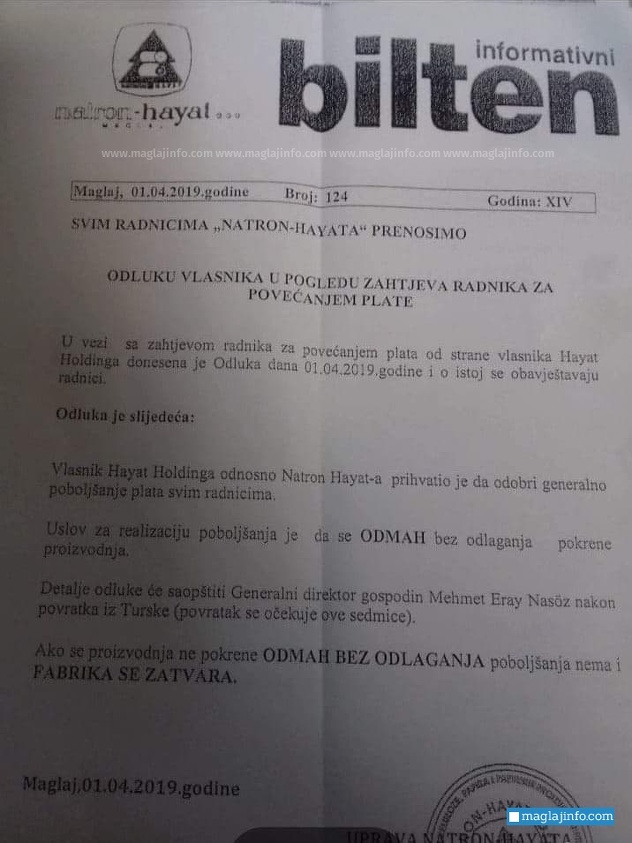 informativni
bilten
natron-hayat
MAGLAJ
www.maglajinfo.com www.maglajinfo.com www.maglajinfo.com www.maglajinfo.com
Maglaj, 01.04.2019.godine Broj: 124 Godina: XIV
SVIM RADNICIMA „NATRON-HAYATA“ PRENOSIMO
ODLUKU VLASNIKA U POGLEDU ZAHTJEVA RADNIKA ZA
POVEĆANJEM PLATE
U vezi sa zahtjevom radnika za povećanjem plata od strane vlasnika Hayat
Holdinga donesena je Odluka dana 01.04.2019.godine i o istoj se obavještavaju
radnici.
Odluka je slijedeća:
Vlasnik Hayat Holdinga odnosno Natron Hayat-a prihvatio je da odobri generalno
poboljšanje plata svim radnicima.
Uslov za realizaciju poboljšanja je da se ODMAH bez odlaganja pokrene
proizvodnja.
Detalje odluke će saopštiti Generalni direktor gospodin Mehmet Eray Nasöz nakon
povratka iz Turske (povratak se očekuje ove sedmice).
Ako se proizvodnja ne pokrene ODMAH BEZ ODLAGANJA poboljšanja nema i
FABRIKA SE ZATVARA.
Maglaj,01.04.2019.godine
UPRAVA NATRON-HAYATA
maglajinfo.com